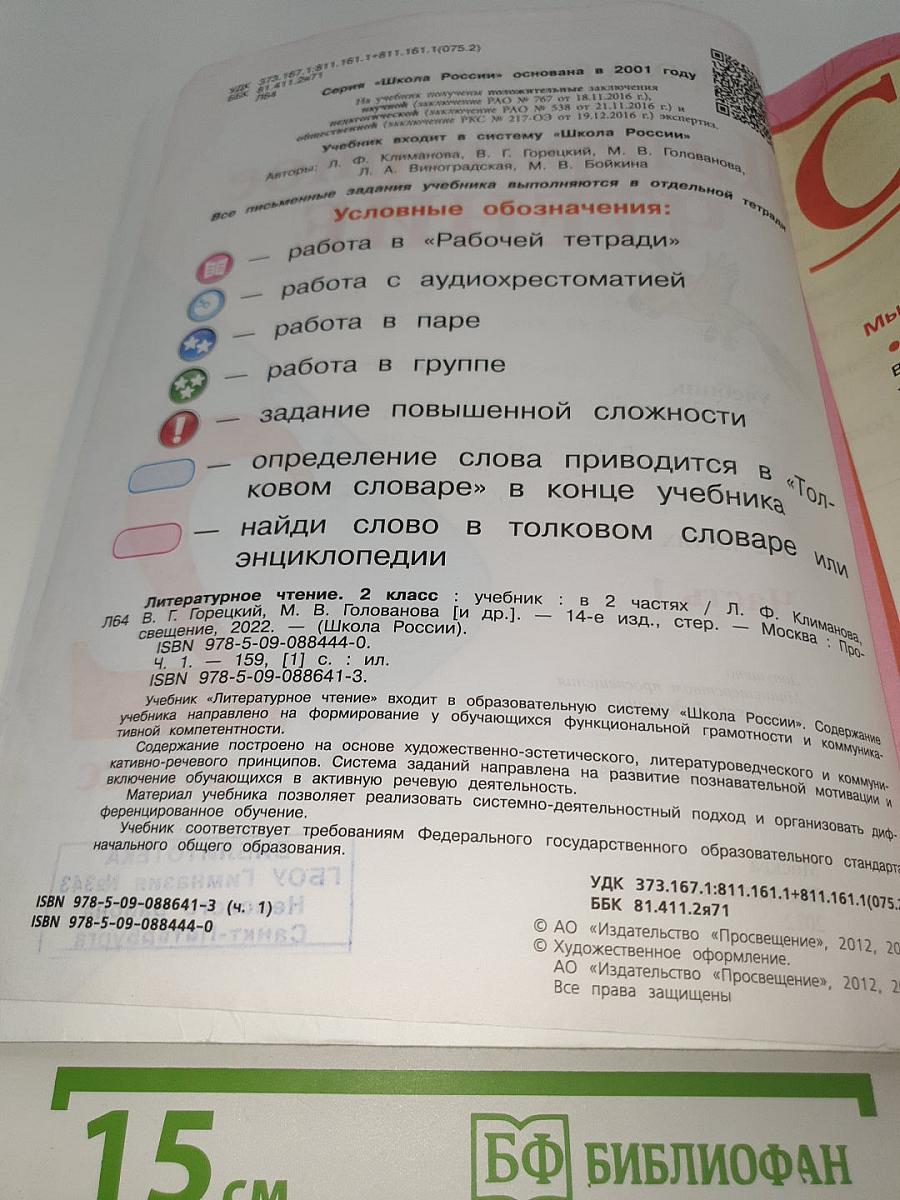 УДК 373.167.1:811.161.1+811.161.1(075.2)
ББК 81.411.2я71
Л64
Серия «Школа России» основана в 2001 году
На учебник получены положительные заключения
научной (заключение РАО № 767 от 18.11.2016 г.),
педагогической (заключение РАО № 538 от 21.11.2016 г.) и
общественной (заключение РКС № 217-ОЭ от 19.12.2016 г.) экспертиз.
Учебник входит в систему «Школа России»
Авторы: Л. Ф. Климанова, В. Г. Горецкий, М. В. Голованова,
Л. А. Виноградская, М. В. Бойкина
Все письменные задания учебника выполняются в отдельной тетради
Условные обозначения:
— работа в «Рабочей тетради»
— работа с аудиохрестоматией
— работа в паре
— работа в группе
— задание повышенной сложности
— определение слова приводится в «Тол-
ковом словаре» в конце учебника
— найди слово в толковом словаре или
энциклопедии
Литературное чтение. 2 класс : учебник : в 2 частях / Л. Ф. Климанова,
Л64 В. Г. Горецкий, М. В. Голованова [и др.]. — 14-е изд., стер. — Москва : Про-
свещение, 2022. — (Школа России).
ISBN 978-5-09-088444-0.
Ч. 1. — 159, [1] с. : ил.
ISBN 978-5-09-088641-3.
Учебник «Литературное чтение» входит в образовательную систему «Школа России». Содержание
учебника направлено на формирование у обучающихся функциональной грамотности и коммуника-
тивной компетентности.
Содержание построено на основе художественно-эстетического, литературоведческого и коммуни-
кативно-речевого принципов. Система заданий направлена на развитие познавательной мотивации и
включение обучающихся в активную речевую деятельность.
Материал учебника позволяет реализовать системно-деятельностный подход и организовать диф-
ференцированное обучение.
Учебник соответствует требованиям Федерального государственного образовательного стандарта
начального общего образования.
УДК 373.167.1:811.161.1+811.161.1(075.
ББК 81.411.2я71
ISBN 978-5-09-088641-3 (ч. 1)
ISBN 978-5-09-088444-0
© АО «Издательство «Просвещение», 2012, 20
© Художественное оформление.
АО «Издательство «Просвещение», 2012, 2
Все права защищены
С
Мы
15 см
БФ БИБЛИОФАН